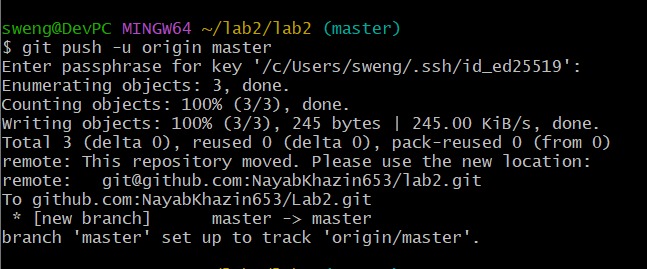 sweng@DevPC MINGW64 ~/lab2/lab2 (master)
$ git push -u origin master
Enter passphrase for key '/c/Users/sweng/.ssh/id_ed25519':
Enumerating objects: 3, done.
Counting objects: 100% (3/3), done.
Writing objects: 100% (3/3), 245 bytes | 245.00 KiB/s, done.
Total 3 (delta 0), reused 0 (delta 0), pack-reused 0 (from 0)
remote: This repository moved. Please use the new location:
remote:   git@github.com:NayabKhazin653/lab2.git
To github.com:NayabKhazin653/Lab2.git
 * [new branch]      master -> master
branch 'master' set up to track 'origin/master'.